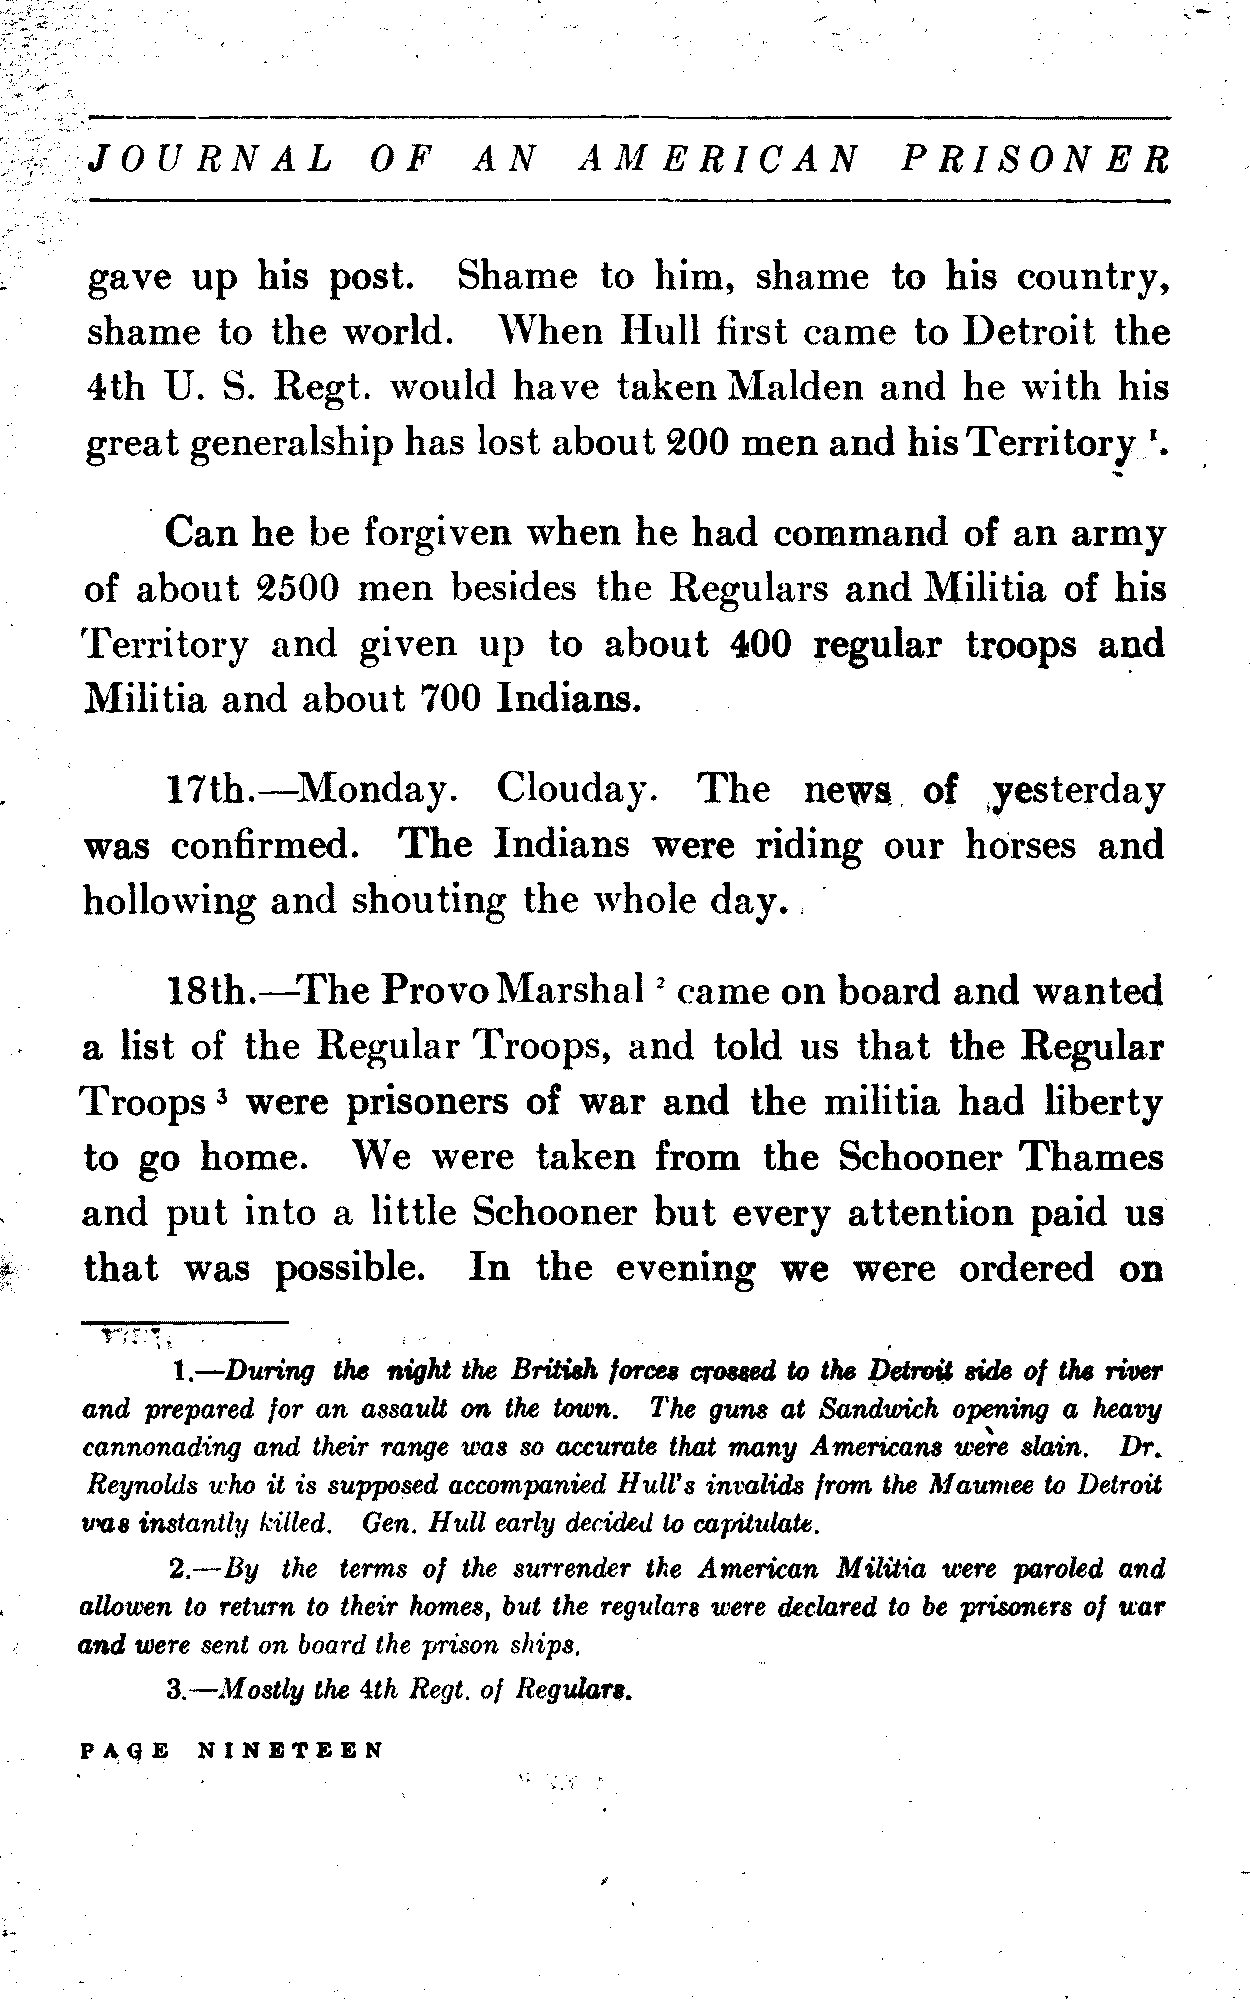 JOURNAL OF AN AMERICAN PRISONER
gave up his post. Shame to him, shame to his country,
shame to the world. When Hull first came to Detroit the
4th U. S. Regt. would have taken Malden and he with his
great generalship has lost about 200 men and his Territory ¹.
Can he be forgiven when he had command of an army
of about 2500 men besides the Regulars and Militia of his
Territory and given up to about 400 regular troops and
Militia and about 700 Indians.
17th.—Monday. Clouday. The news of yesterday
was confirmed. The Indians were riding our horses and
hollowing and shouting the whole day.
18th.—The Provo Marshal ² came on board and wanted
a list of the Regular Troops, and told us that the Regular
Troops ³ were prisoners of war and the militia had liberty
to go home. We were taken from the Schooner Thames
and put into a little Schooner but every attention paid us
that was possible. In the evening we were ordered on
1.—During the night the British forces crossed to the Detroit side of the river
and prepared for an assault on the town. The guns at Sandwich opening a heavy
cannonading and their range was so accurate that many Americans were slain. Dr.
Reynolds who it is supposed accompanied Hull's invalids from the Maumee to Detroit
was instantly killed. Gen. Hull early decided to capitulate.
2.—By the terms of the surrender the American Militia were paroled and
allowen to return to their homes, but the regulars were declared to be prisoners of war
and were sent on board the prison ships.
3.—Mostly the 4th Regt. of Regulars.
PAGE NINETEEN